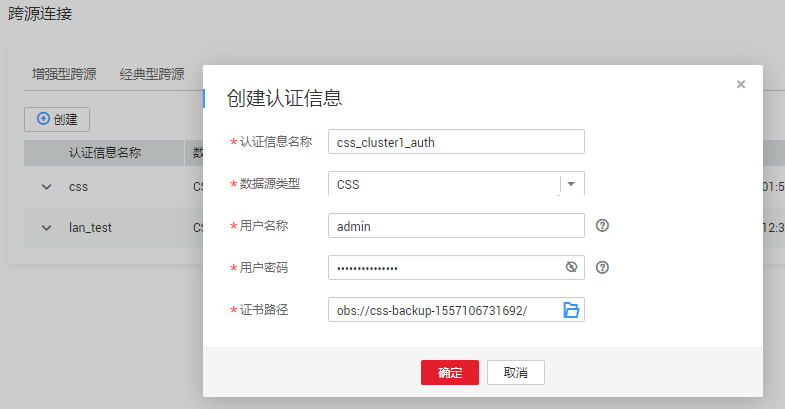 跨源连接
增强型跨源
经典型跨源
创建
认证信息名称
数
css
CS
01:5
lan_test
CS
12:3
创建认证信息
*认证信息名称
css_cluster1_auth
*数据源类型
CSS
*用户名称
admin
*用户密码
•••••••••••••••
*证书路径
obs://css-backup-1557106731692/
确定
取消